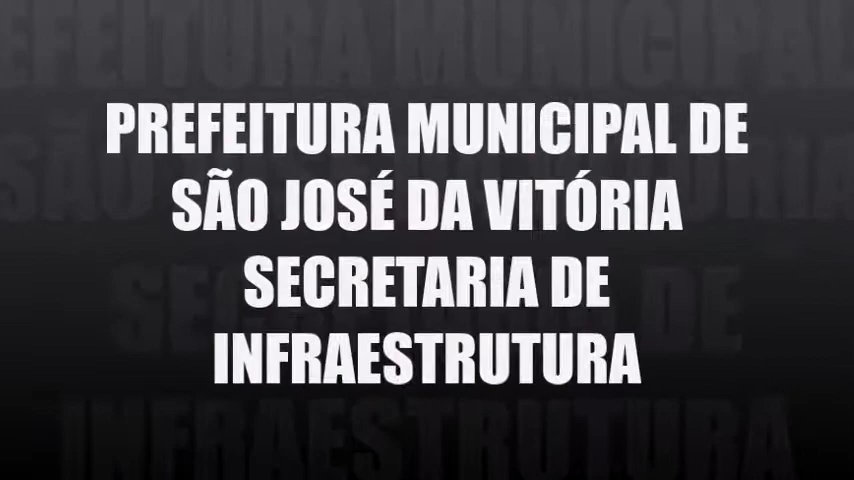 PREFEITURA MUNICIPAL DE
SÃO JOSÉ DA VITÓRIA
SECRETARIA DE
INFRAESTRUTURA